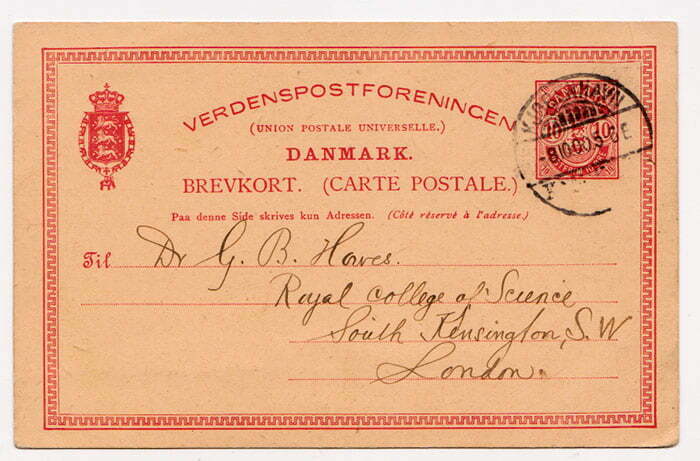 VERDENSPOSTFORENINGEN
(UNION POSTALE UNIVERSELLE.)
DANMARK.
BREVKORT. (CARTE POSTALE.)
Paa denne Side skrives kun Adressen. (Côté réservé à l'adresse.)
KJØBENHAVN
Til Dr G. B. Howes.
Royal College of Science
South Kensington, S. W
London.